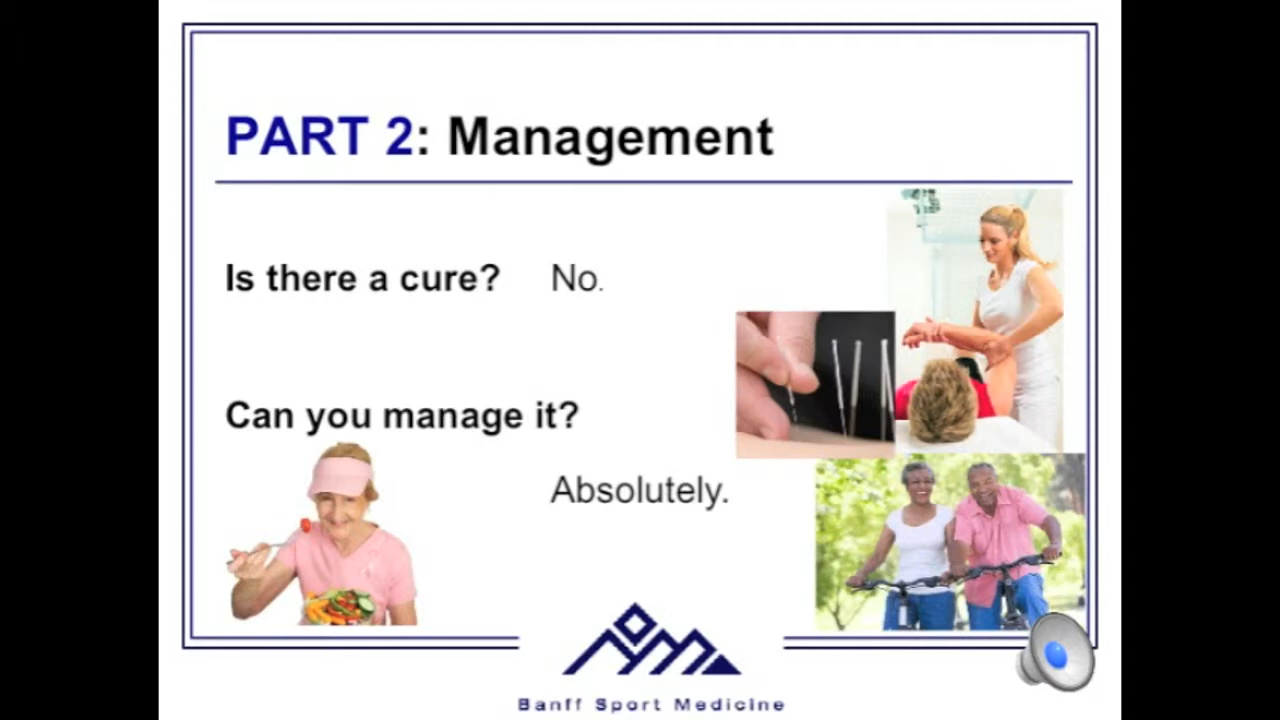 PART 2: Management
Is there a cure? No.
Can you manage it?
Absolutely.
Banff Sport Medicine